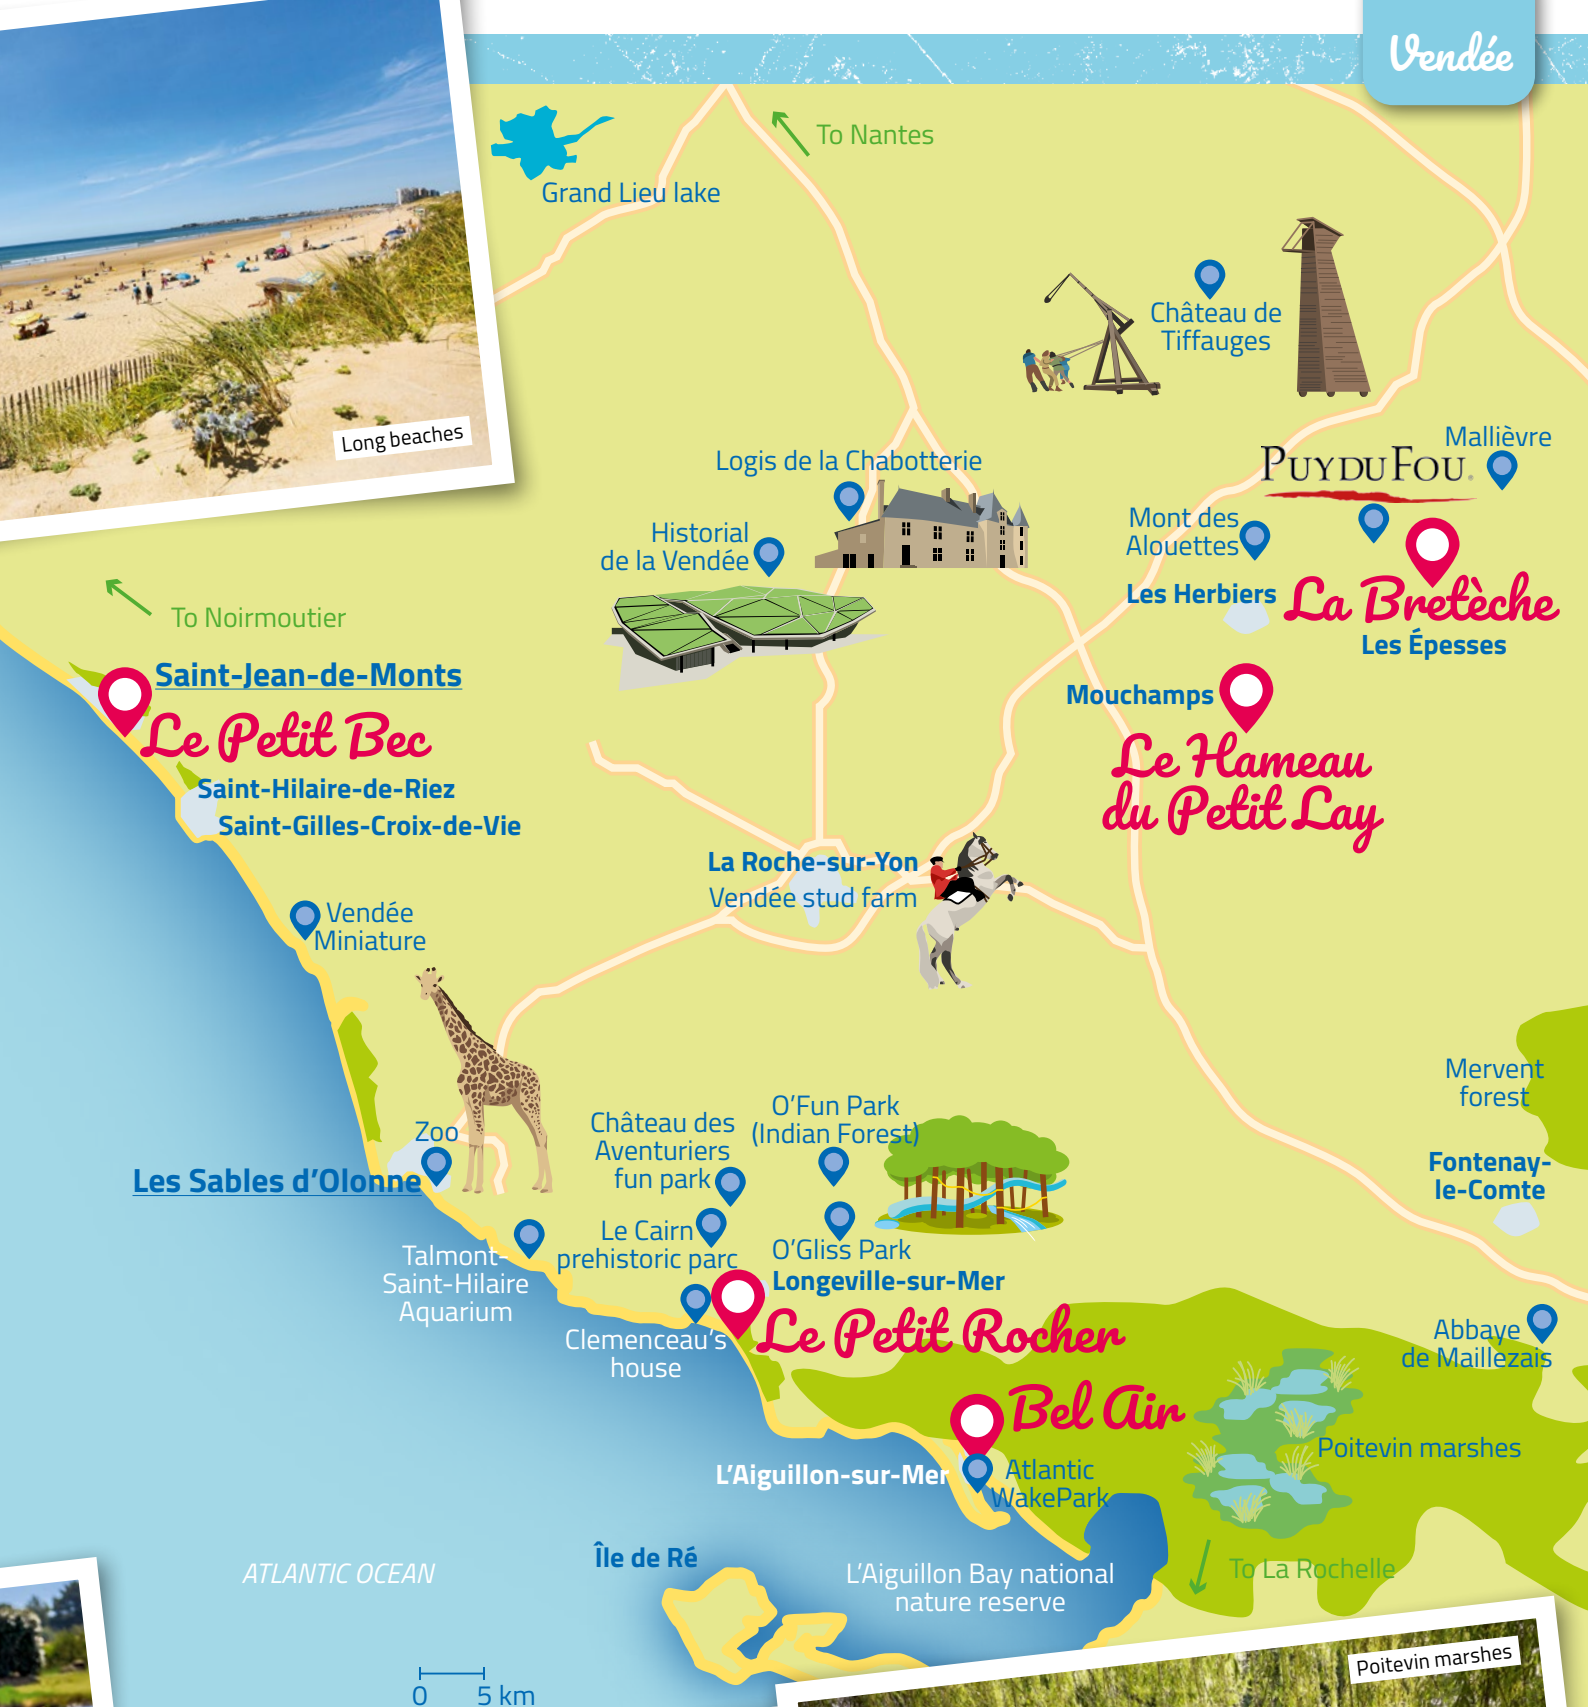 Vendée
To Nantes
Grand Lieu lake
Château de
Tiffauges
Long beaches
Mallièvre
PUY DU FOU®
Logis de la Chabotterie
Mont des
Alouettes
Historial
de la Vendée
Les Herbiers
La Bretèche
Les Épesses
To Noirmoutier
Saint-Jean-de-Monts
Le Petit Bec
Mouchamps
Le Hameau
du Petit Lay
Saint-Hilaire-de-Riez
Saint-Gilles-Croix-de-Vie
La Roche-sur-Yon
Vendée stud farm
Vendée
Miniature
Mervent
forest
Zoo
Château des
Aventuriers
fun park
O'Fun Park
(Indian Forest)
Les Sables d'Olonne
Fontenay-
le-Comte
Le Cairn
prehistoric parc
O'Gliss Park
Talmont-
Saint-Hilaire
Aquarium
Longeville-sur-Mer
Le Petit Rocher
Clemenceau's
house
Abbaye
de Maillezais
Bel Air
Poitevin marshes
L'Aiguillon-sur-Mer
Atlantic
WakePark
Île de Ré
ATLANTIC OCEAN
L'Aiguillon Bay national
nature reserve
To La Rochelle
Poitevin marshes
0 5 km